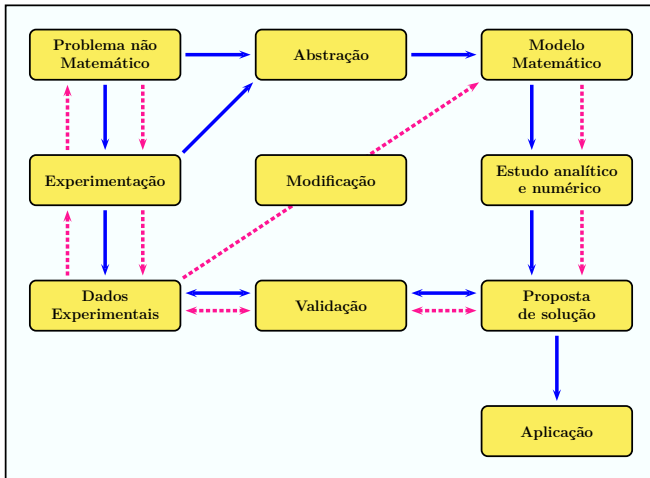 Problema não
Matemático
Abstração
Modelo
Matemático
Experimentação
Modificação
Estudo analítico
e numérico
Dados
Experimentais
Validação
Proposta
de solução
Aplicação